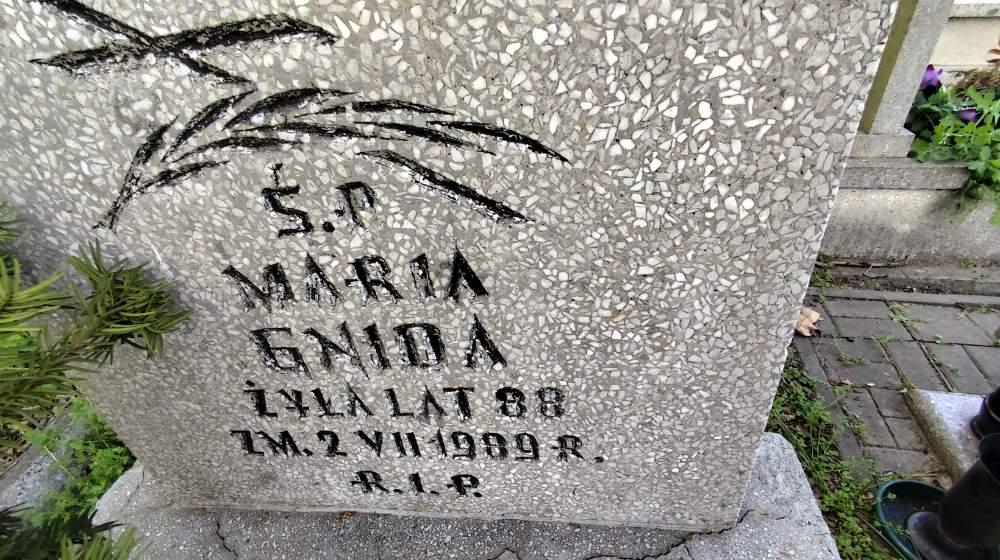 Ś.P
MARIA
GNIDA
ŻYŁA LAT 88
ZM. 2 VII 1989 R.
R.I.P.